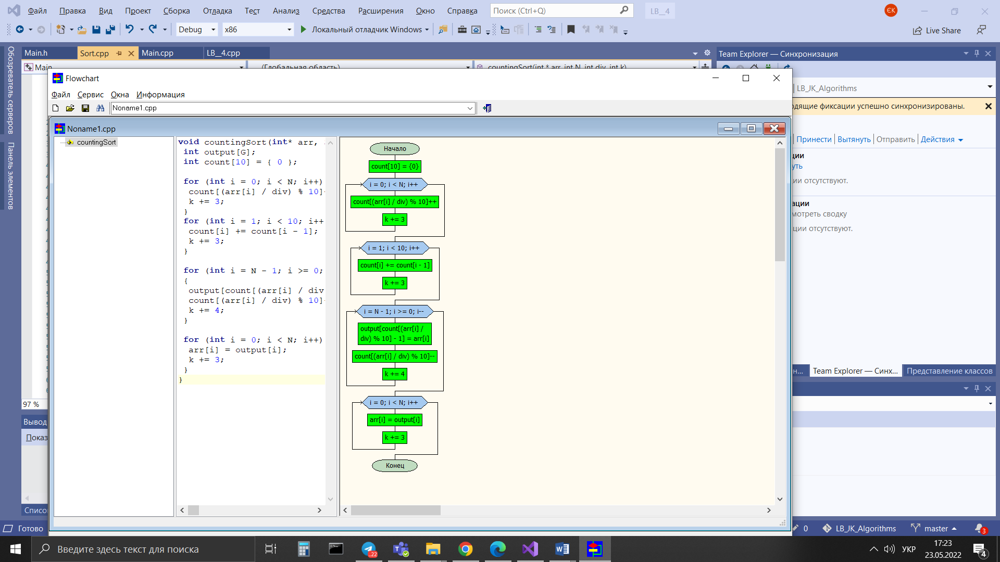 Файл Правка Вид Проект Сборка Отладка Тест Анализ Средства Расширения Окно Справка Поиск (Ctrl+Q) LB__4 ЄК
Debug x86 Локальный отладчик Windows Live Share
Main.h Sort.cpp Main.cpp LB__4.cpp
Team Explorer — Синхронизация
Обозреватель серверов
Панель элементов
Main (Глобальная область) countingSort(int * arr, int N, int div, int k)
Flowchart
LB_JK_Algorithms
Файл Сервис Окна Информация
Noname1.cpp
одящие фиксации успешно синхронизированы.
Noname1.cpp
Принести Вытянуть Отправить Действия
countingSort
void countingSort(int* arr,
int output[G];
int count[10] = { 0 };
for (int i = 0; i < N; i++)
count[(arr[i] / div) % 10]
k += 3;
}
for (int i = 1; i < 10; i++
count[i] += count[i - 1];
k += 3;
}
for (int i = N - 1; i >= 0;
{
output[count[(arr[i] / div
count[(arr[i] / div) % 10]
k += 4;
}
for (int i = 0; i < N; i++)
arr[i] = output[i];
k += 3;
}
}
Начало
count[10] = {0}
i = 0; i < N; i++
count[(arr[i] / div) % 10]++
k += 3
i = 1; i < 10; i++
count[i] += count[i - 1]
k += 3
i = N - 1; i >= 0; i--
output[count[(arr[i] /
div) % 10] - 1] = arr[i]
count[(arr[i] / div) % 10]--
k += 4
i = 0; i < N; i++
arr[i] = output[i]
k += 3
Конец
ции
уть
ии отсутствуют.
ации
мотреть сводку
ции отсутствуют.
н... Team Explorer — Синх... Представление классов
97 %
Вывод
Показ
Списо
Готово 0 LB_JK_Algorithms master 3
Введите здесь текст для поиска ..22 УКР 17:23
23.05.2022 4